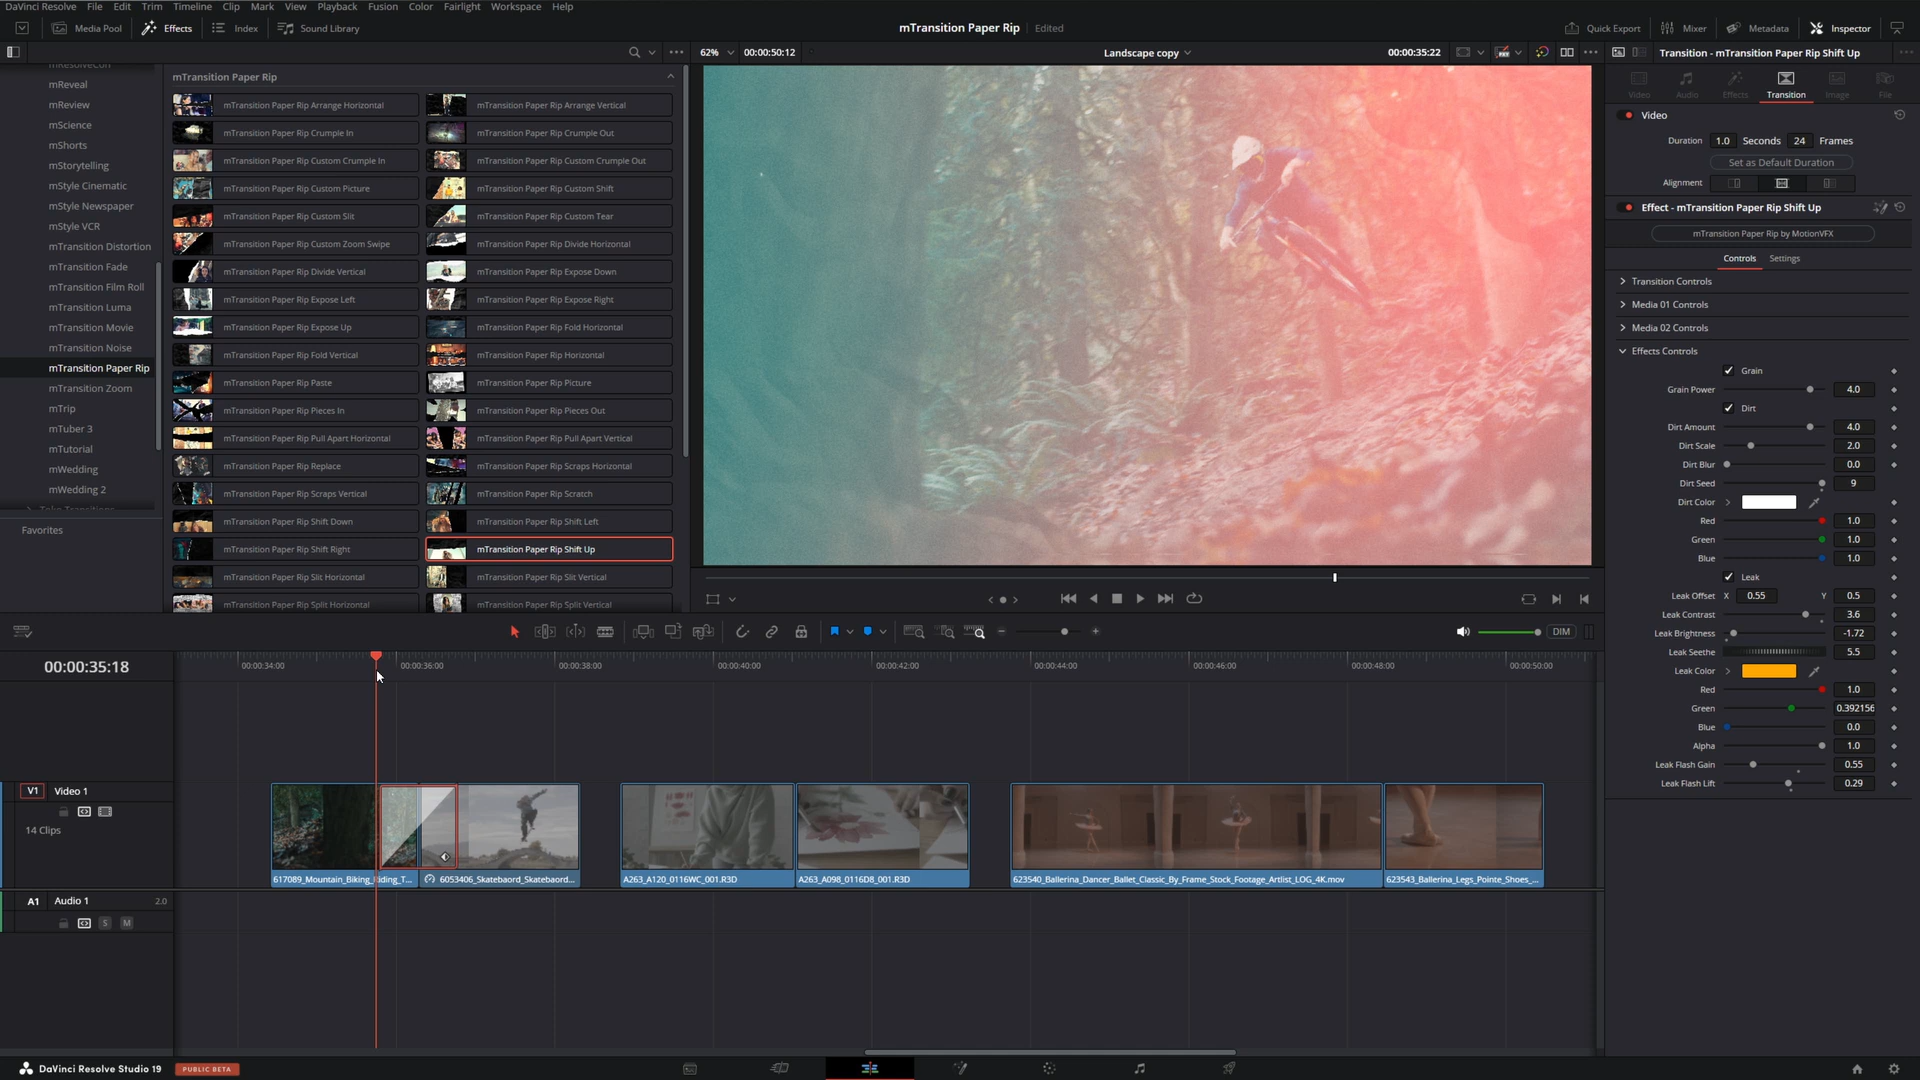 DaVinci Resolve File Edit Trim Timeline Clip Mark View Playback Fusion Color Fairlight Workspace Help
Media Pool Effects Index Sound Library
mTransition Paper Rip Edited
Quick Export Mixer Metadata Inspector
62% 00:00:50:12 Landscape copy 00:00:35:22
Transition - mTransition Paper Rip Shift Up
mReveal
mReview
mScience
mShorts
mStorytelling
mStyle Cinematic
mStyle Newspaper
mStyle VCR
mTransition Distortion
mTransition Fade
mTransition Film Roll
mTransition Luma
mTransition Movie
mTransition Noise
mTransition Paper Rip
mTransition Zoom
mTrip
mTuber 3
mTutorial
mWedding
mWedding 2
Favorites
mTransition Paper Rip
mTransition Paper Rip Arrange Horizontal mTransition Paper Rip Arrange Vertical
mTransition Paper Rip Crumple In mTransition Paper Rip Crumple Out
mTransition Paper Rip Custom Crumple In mTransition Paper Rip Custom Crumple Out
mTransition Paper Rip Custom Picture mTransition Paper Rip Custom Shift
mTransition Paper Rip Custom Slit mTransition Paper Rip Custom Tear
mTransition Paper Rip Custom Zoom Swipe mTransition Paper Rip Divide Horizontal
mTransition Paper Rip Divide Vertical mTransition Paper Rip Expose Down
mTransition Paper Rip Expose Left mTransition Paper Rip Expose Right
mTransition Paper Rip Expose Up mTransition Paper Rip Fold Horizontal
mTransition Paper Rip Fold Vertical mTransition Paper Rip Horizontal
mTransition Paper Rip Paste mTransition Paper Rip Picture
mTransition Paper Rip Pieces In mTransition Paper Rip Pieces Out
mTransition Paper Rip Pull Apart Horizontal mTransition Paper Rip Pull Apart Vertical
mTransition Paper Rip Replace mTransition Paper Rip Scraps Horizontal
mTransition Paper Rip Scraps Vertical mTransition Paper Rip Scratch
mTransition Paper Rip Shift Down mTransition Paper Rip Shift Left
mTransition Paper Rip Shift Right mTransition Paper Rip Shift Up
mTransition Paper Rip Slit Horizontal mTransition Paper Rip Slit Vertical
mTransition Paper Rip Split Horizontal mTransition Paper Rip Split Vertical
Video Audio Effects Transition Image File
Video
Duration 1.0 Seconds 24 Frames
Set as Default Duration
Alignment
Effect - mTransition Paper Rip Shift Up
mTransition Paper Rip by MotionVFX
Controls Settings
Transition Controls
Media 01 Controls
Media 02 Controls
Effects Controls
Grain
Grain Power 4.0
Dirt
Dirt Amount 4.0
Dirt Scale 2.0
Dirt Blur 0.0
Dirt Seed 9
Dirt Color
Red 1.0
Green 1.0
Blue 1.0
Leak
Leak Offset X 0.55 Y 0.5
Leak Contrast 3.6
Leak Brightness -1.72
Leak Seethe 5.5
Leak Color
Red 1.0
Green 0.392156
Blue 0.0
Alpha 1.0
Leak Flash Gain 0.55
Leak Flash Lift 0.29
DIM
00:00:35:18
00:00:34:00 00:00:36:00 00:00:38:00 00:00:40:00 00:00:42:00 00:00:44:00 00:00:46:00 00:00:48:00 00:00:50:00
V1 Video 1
14 Clips
617089_Mountain_Biking_Riding_T... 6053406_Skatebaord_Skatebaord... A263_A120_0116WC_001.R3D A263_A098_0116D8_001.R3D 623540_Ballerina_Dancer_Ballet_Classic_By_Frame_Stock_Footage_Artlist_LOG_4K.mov 623543_Ballerina_Legs_Pointe_Shoes_...
A1 Audio 1 2.0
S M
DaVinci Resolve Studio 19 PUBLIC BETA